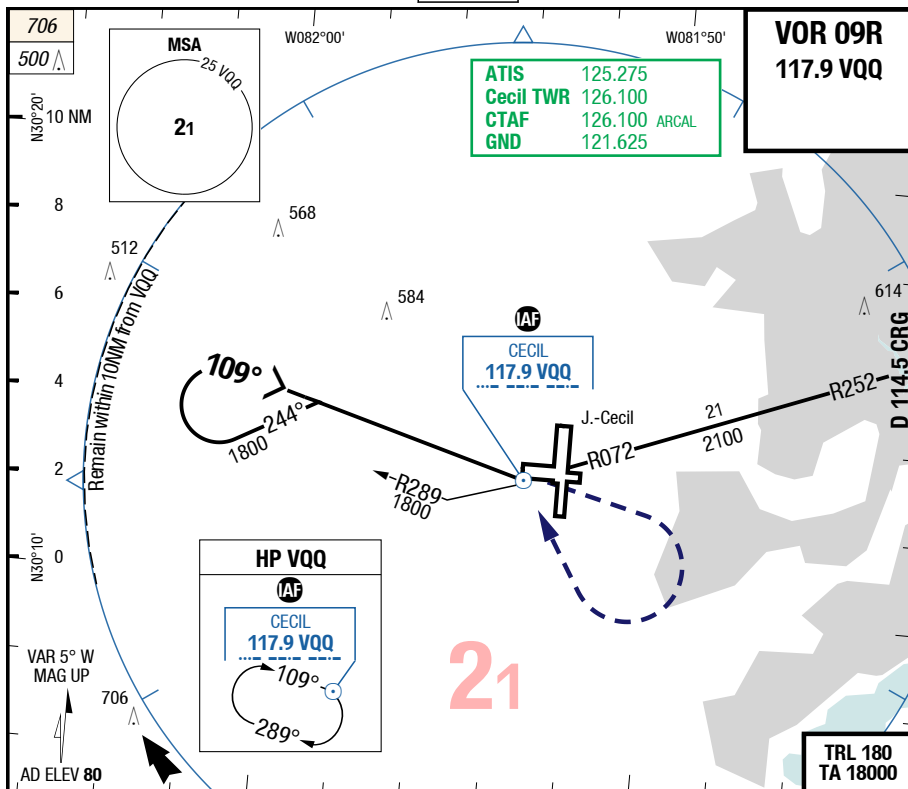 706
500
MSA
25 VQQ
21
W082°00'
W081°50'
VOR 09R
117.9 VQQ
ATIS 125.275
Cecil TWR 126.100
CTAF 126.100 ARCAL
GND 121.625
N30°20'
10 NM
8
568
512
6
584
614
Remain within 10NM from VQQ
IAF
CECIL
117.9 VQQ
D 114.5 CRG
109°
4
R252
244°
1800
J.-Cecil
21
2100
R072
2
R289
1800
N30°10'
0
HP VQQ
IAF
CECIL
117.9 VQQ
109°
289°
21
VAR 5° W
MAG UP
706
AD ELEV 80
TRL 180
TA 18000